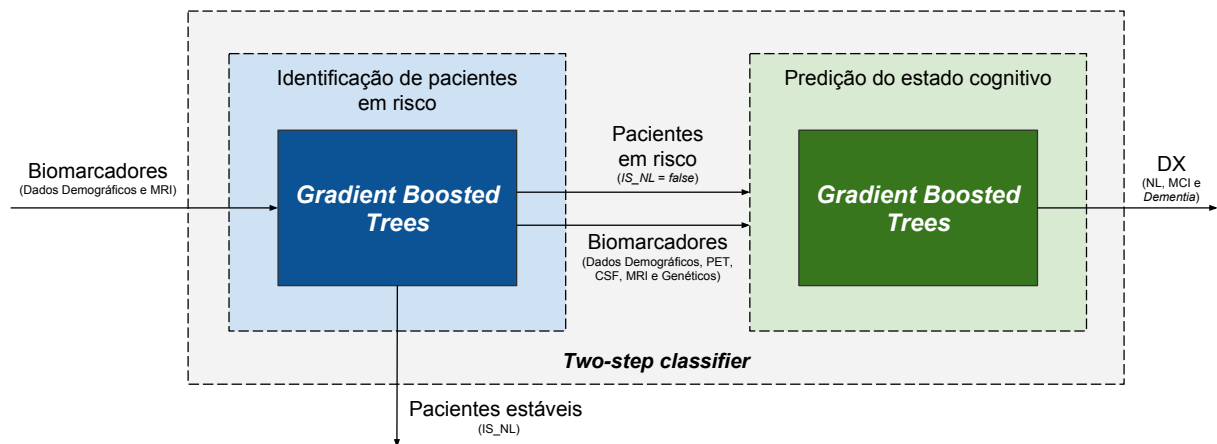 Identificação de pacientes
em risco
Predição do estado cognitivo
Biomarcadores
(Dados Demográficos e MRI)
Gradient Boosted
Trees
Pacientes
em risco
(IS_NL = false)
Biomarcadores
(Dados Demográficos, PET,
CSF, MRI e Genéticos)
Gradient Boosted
Trees
DX
(NL, MCI e
Dementia)
Two-step classifier
Pacientes estáveis
(IS_NL)